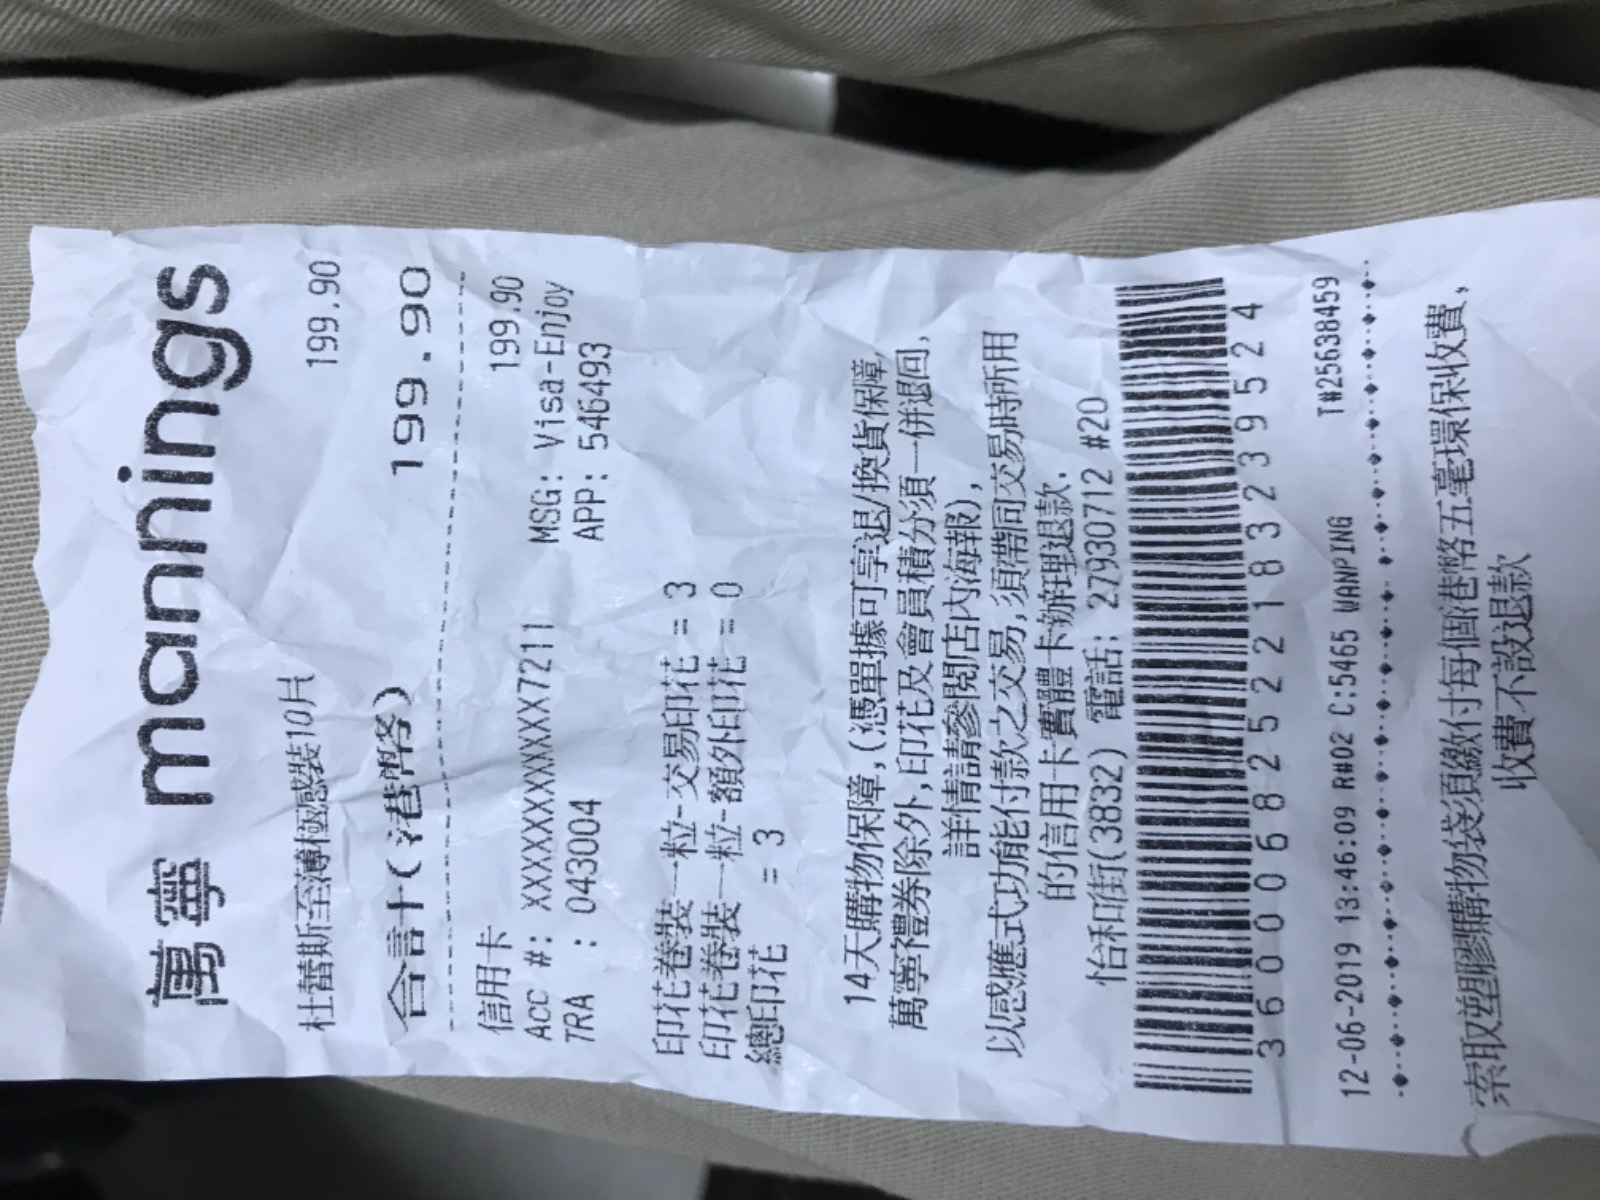 萬寧 mannings
杜蕾斯至薄極感裝10片 199.90
合計(港幣) 199.90
信用卡 199.90
Acc #: XXXXXXXXXXXX7211 MSG: Visa-Enjoy
TRA : 043004 APP: 546493
印花卷裝一粒-交易印花 = 3
印花卷裝一粒-額外印花 = 0
總印花 = 3
14天購物保障,(憑單據可享退/換貨保障,
萬寧禮券除外,印花及會員積分須一併退回,
詳情請參閱店內海報),
以感應式功能付款之交易,須帶同交易時所用
的信用卡實體卡辦理退款.
怡和街(3832) 電話: 27930712 #20
36000682522183239524
12-06-2019 13:46:09 R#02 C:5465 WANPING T#25638459
索取塑膠購物袋須繳付每個港幣五毫環保收費,
收費不設退款